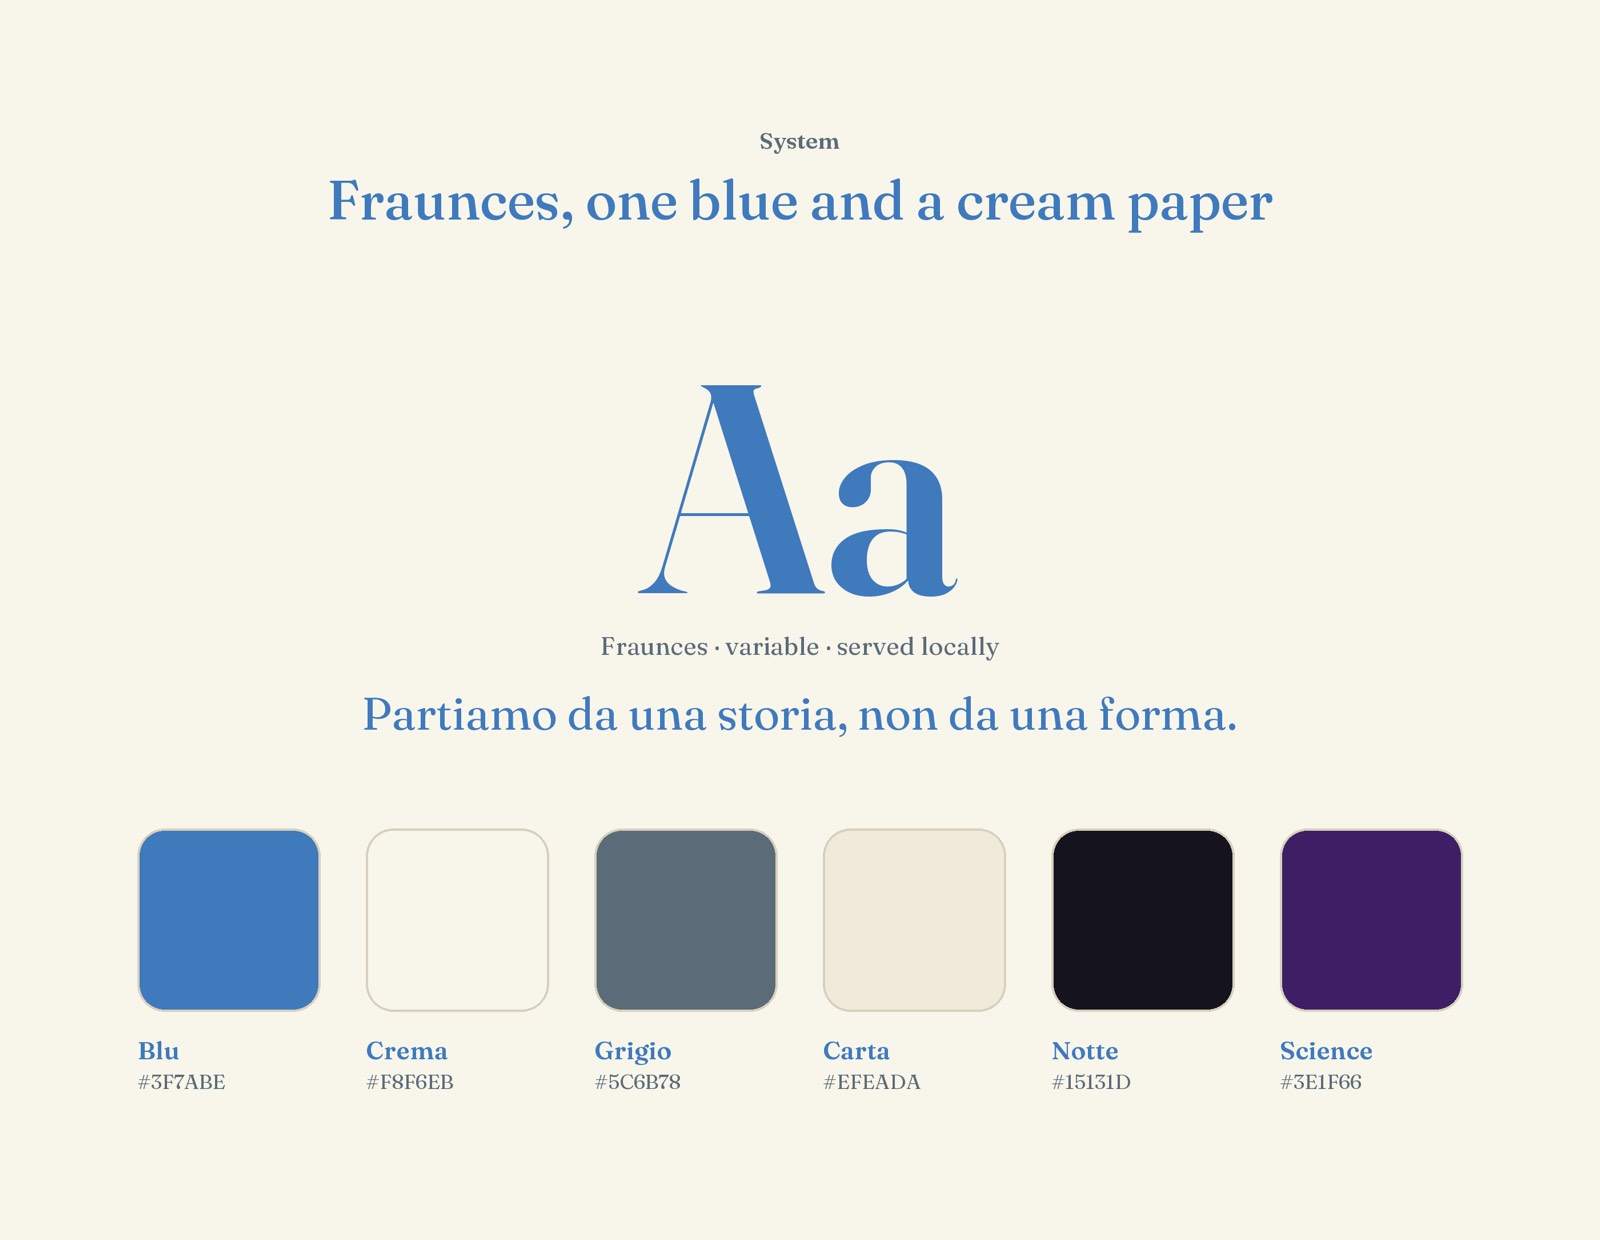 System
Fraunces, one blue and a cream paper
Aa
Fraunces · variable · served locally
Partiamo da una storia, non da una forma.
Blu Crema Grigio Carta Notte Science
#3F7ABE #F8F6EB #5C6B78 #EFEADA #15131D #3E1F66